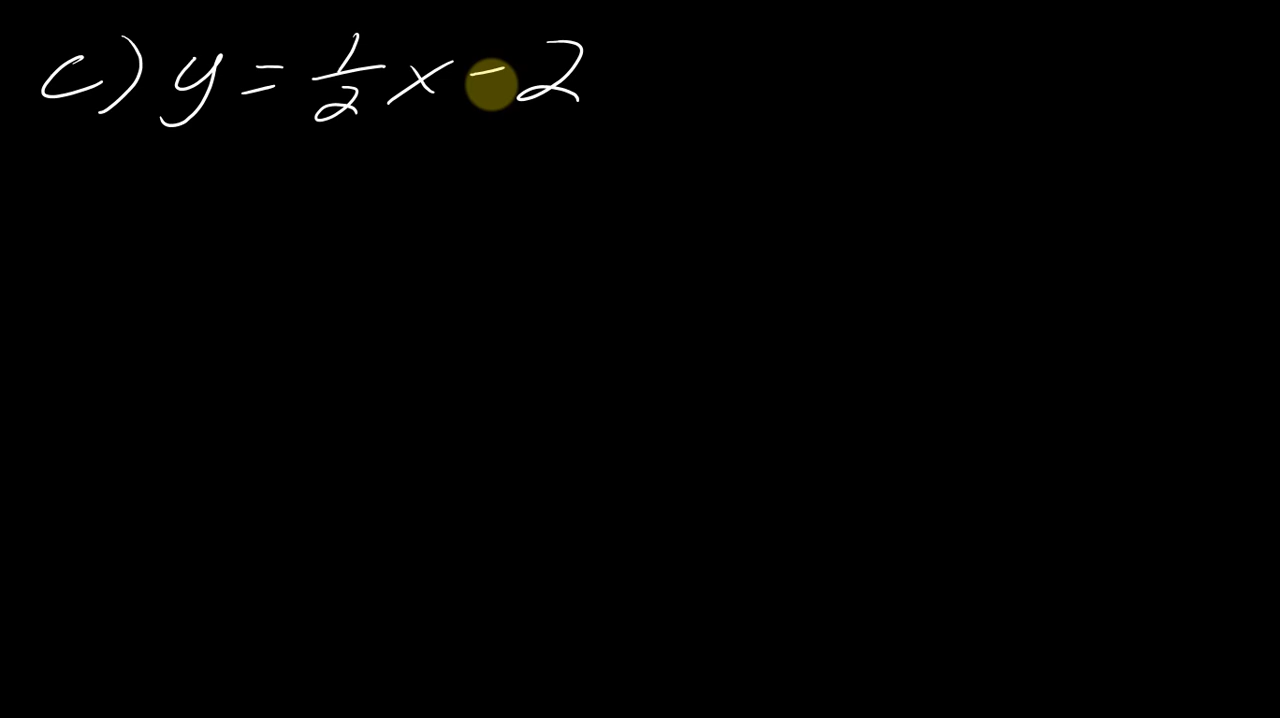 c) y = 1/2 x - 2